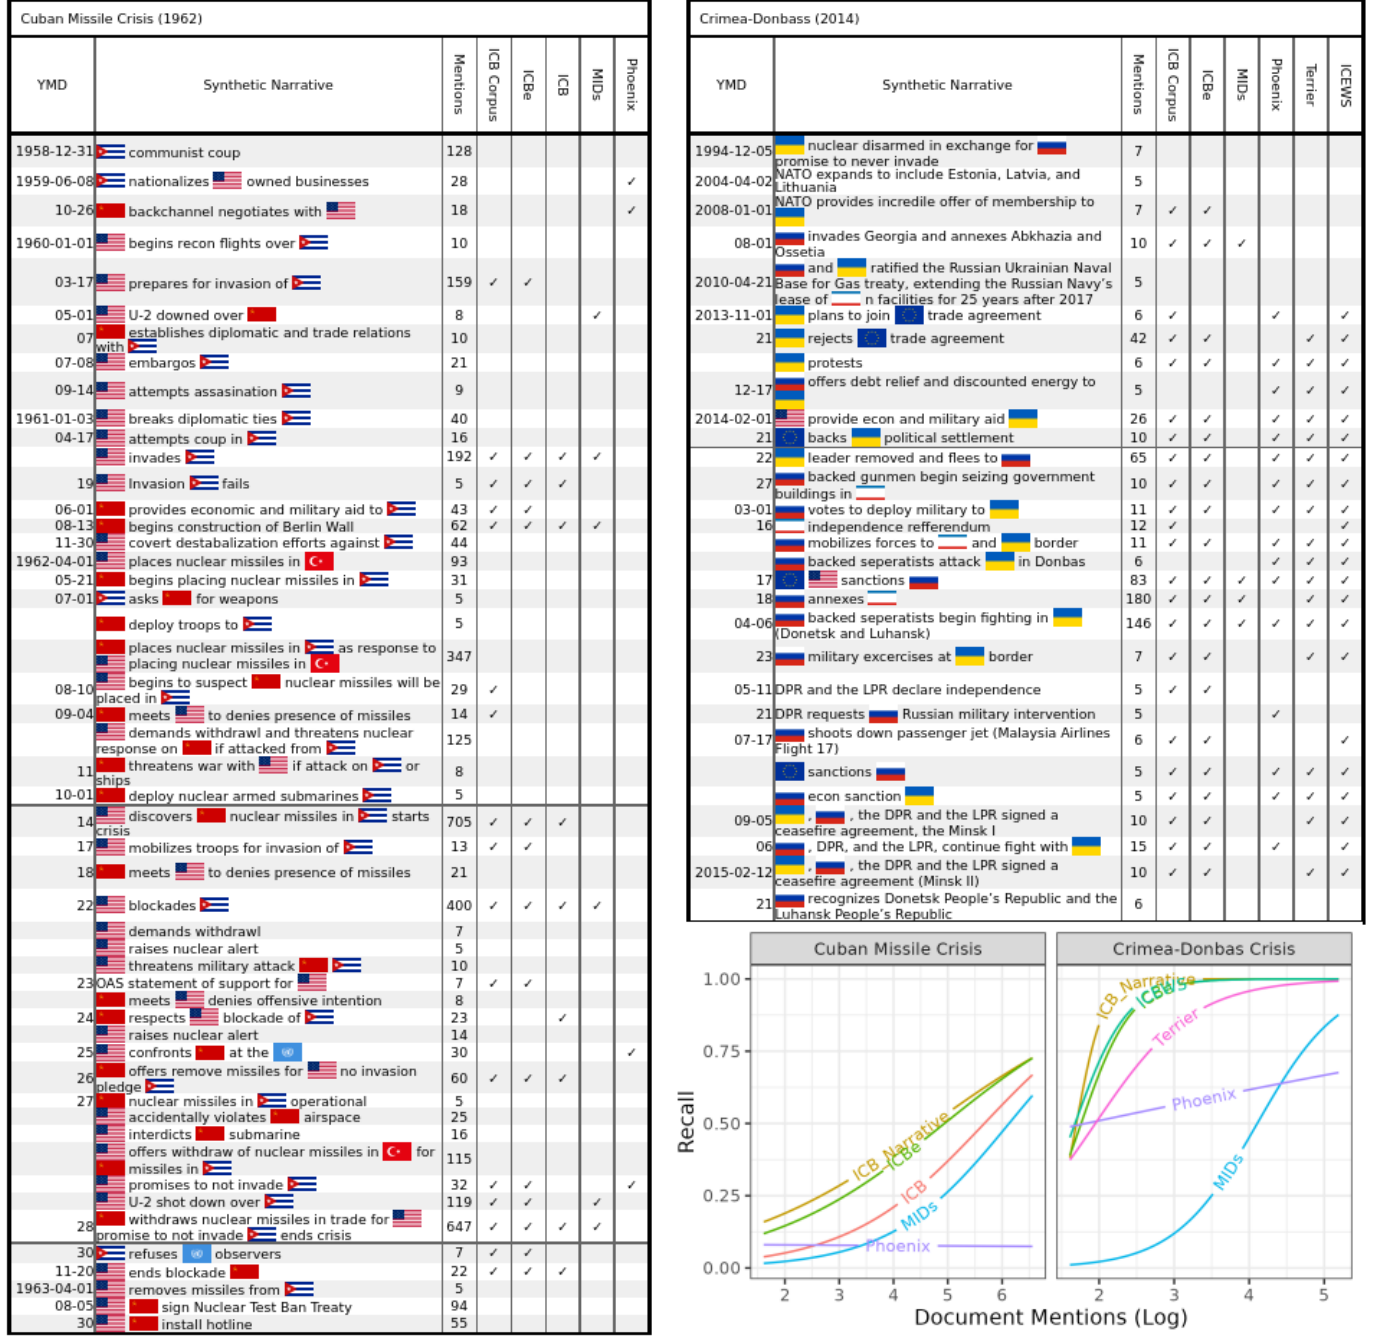 Cuban Missile Crisis (1962)
YMD Synthetic Narrative Mentions ICB Corpus ICBe ICB MIDs Phoenix
1958-12-31 communist coup 128
1959-06-08 nationalizes owned businesses 28 ✓
10-26 backchannel negotiates with 18 ✓
1960-01-01 begins recon flights over 10
03-17 prepares for invasion of 159 ✓ ✓
05-01 U-2 downed over 8 ✓
07 establishes diplomatic and trade relations
with 10
07-08 embargos 21
09-14 attempts assasination 9
1961-01-03 breaks diplomatic ties 40
04-17 attempts coup in 16
invades 192 ✓ ✓ ✓ ✓
19 Invasion fails 5 ✓ ✓ ✓
06-01 provides economic and military aid to 43 ✓ ✓
08-13 begins construction of Berlin Wall 62 ✓ ✓ ✓ ✓
11-30 covert destabalization efforts against 44
1962-04-01 places nuclear missiles in 93
05-21 begins placing nuclear missiles in 31
07-01 asks for weapons 5
deploy troops to 5
places nuclear missiles in as response to
placing nuclear missiles in 347
08-10 begins to suspect nuclear missiles will be
placed in 29 ✓
09-04 meets to denies presence of missiles 14 ✓
demands withdrawl and threatens nuclear
response on if attacked from 125
11 threatens war with if attack on or
ships 8
10-01 deploy nuclear armed submarines 5
14 discovers nuclear missiles in starts
crisis 705 ✓ ✓ ✓
17 mobilizes troops for invasion of 13 ✓ ✓
18 meets to denies presence of missiles 21
22 blockades 400 ✓ ✓ ✓ ✓
demands withdrawl 7
raises nuclear alert 5
threatens military attack 10
23 OAS statement of support for 7 ✓ ✓
meets denies offensive intention 8
24 respects blockade of 23 ✓
raises nuclear alert 14
25 confronts at the 30 ✓
26 offers remove missiles for no invasion
pledge 60 ✓ ✓ ✓
27 nuclear missiles in operational 5
accidentally violates airspace 25
interdicts submarine 16
offers withdraw of nuclear missiles in for
missiles in 115
promises to not invade 32 ✓ ✓ ✓
U-2 shot down over 119 ✓ ✓ ✓
28 withdraws nuclear missiles in trade for
promise to not invade ends crisis 647 ✓ ✓ ✓ ✓
30 refuses observers 7 ✓ ✓
11-20 ends blockade 22 ✓ ✓ ✓
1963-04-01 removes missiles from 5
08-05 sign Nuclear Test Ban Treaty 94
30 install hotline 55
Crimea-Donbass (2014)
YMD Synthetic Narrative Mentions ICB Corpus ICBe MIDs Phoenix Terrier ICEWS
1994-12-05 nuclear disarmed in exchange for
promise to never invade 7
2004-04-02 NATO expands to include Estonia, Latvia, and
Lithuania 5
2008-01-01 NATO provides incredile offer of membership to 7 ✓ ✓
08-01 invades Georgia and annexes Abkhazia and
Ossetia 10 ✓ ✓ ✓
2010-04-21 and ratified the Russian Ukrainian Naval
Base for Gas treaty, extending the Russian Navy's
lease of n facilities for 25 years after 2017 5
2013-11-01 plans to join trade agreement 6 ✓ ✓ ✓
21 rejects trade agreement 42 ✓ ✓ ✓ ✓
protests 6 ✓ ✓ ✓ ✓ ✓
12-17 offers debt relief and discounted energy to 5 ✓ ✓ ✓
2014-02-01 provide econ and military aid 26 ✓ ✓ ✓ ✓ ✓
21 backs political settlement 10 ✓ ✓ ✓ ✓ ✓
22 leader removed and flees to 65 ✓ ✓ ✓ ✓ ✓
27 backed gunmen begin seizing government
buildings in 10 ✓ ✓ ✓ ✓ ✓
03-01 votes to deploy military to 11 ✓ ✓ ✓ ✓ ✓
16 independence refferendum 12 ✓ ✓
mobilizes forces to and border 11 ✓ ✓ ✓ ✓ ✓
backed seperatists attack in Donbas 6 ✓ ✓ ✓
17 sanctions 83 ✓ ✓ ✓ ✓ ✓ ✓
18 annexes 180 ✓ ✓ ✓ ✓ ✓
04-06 backed seperatists begin fighting in
(Donetsk and Luhansk) 146 ✓ ✓ ✓ ✓ ✓ ✓
23 military excercises at border 7 ✓ ✓ ✓ ✓
05-11 DPR and the LPR declare independence 5 ✓ ✓
21 DPR requests Russian military intervention 5 ✓
07-17 shoots down passenger jet (Malaysia Airlines
Flight 17) 6 ✓ ✓ ✓
sanctions 5 ✓ ✓ ✓ ✓ ✓
econ sanction 5 ✓ ✓ ✓ ✓ ✓
09-05 , , the DPR and the LPR signed a
ceasefire agreement, the Minsk I 10 ✓ ✓ ✓ ✓
06 , DPR, and the LPR, continue fight with 15 ✓ ✓ ✓ ✓
2015-02-12 , , the DPR and the LPR signed a
ceasefire agreement (Minsk II) 10 ✓ ✓ ✓ ✓
21 recognizes Donetsk People's Republic and the
Luhansk People's Republic 6
Cuban Missile Crisis Crimea-Donbas Crisis
Recall
1.00
0.75
0.50
0.25
0.00
ICB_Narrative
ICBe
ICB
MIDs
Phoenix
ICB_Narrative
ICBe
Terrier
Phoenix
MIDs
2 3 4 5 6 2 3 4 5
Document Mentions (Log)